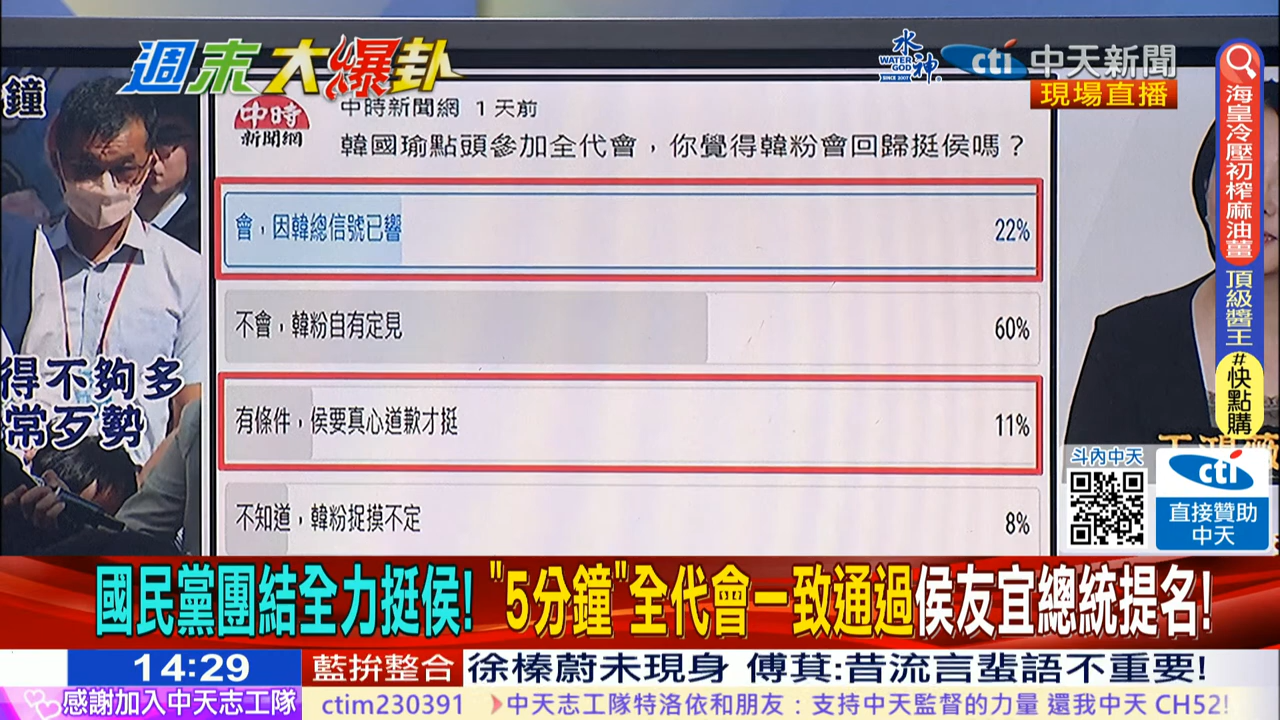 週末大爆卦
水神
WATER GOD
SINCE 2007
cti 中天新聞
現場直播
鐘
得不夠多
常歹勢
中時
新聞網
中時新聞網 1 天前
韓國瑜點頭參加全代會，你覺得韓粉會回歸挺侯嗎？
會，因韓總信號已響
22%
不會，韓粉自有定見
60%
有條件，侯要真心道歉才挺
11%
不知道，韓粉捉摸不定
8%
海皇冷壓初榨麻油薑
頂級醬王
#快點購
斗內中天
cti
直接贊助
中天
國民黨團結全力挺侯! "5分鐘"全代會一致通過侯友宜總統提名!
14:29
藍拚整合
徐榛蔚未現身 傅萁:昔流言蜚語不重要!
感謝加入中天志工隊
ctim230391
中天志工隊特洛依和朋友：支持中天監督的力量 還我中天 CH52!